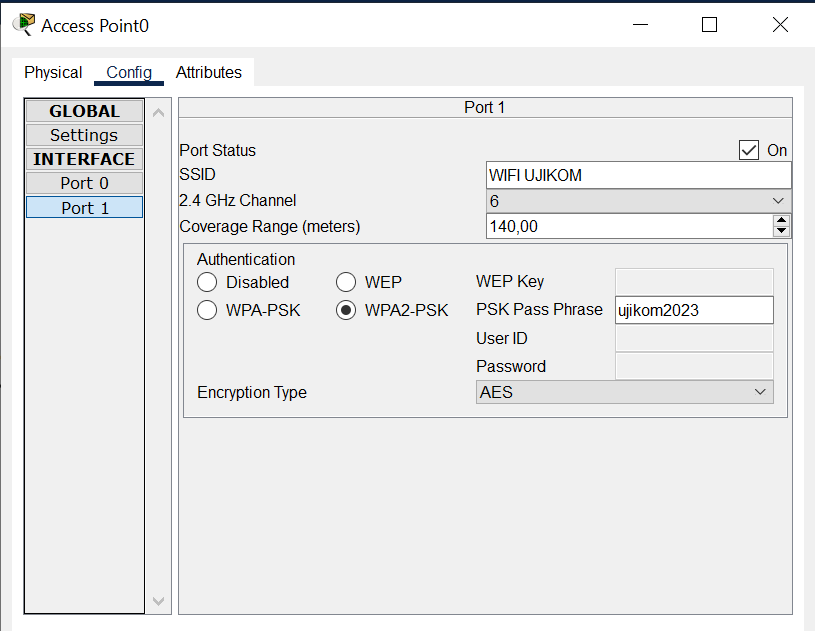 Access Point0
Physical Config Attributes
GLOBAL
Settings
INTERFACE
Port 0
Port 1
Port 1
Port Status On
SSID WIFI UJIKOM
2.4 GHz Channel 6
Coverage Range (meters) 140,00
Authentication
Disabled WEP WEP Key
WPA-PSK WPA2-PSK PSK Pass Phrase ujikom2023
User ID
Password
Encryption Type AES